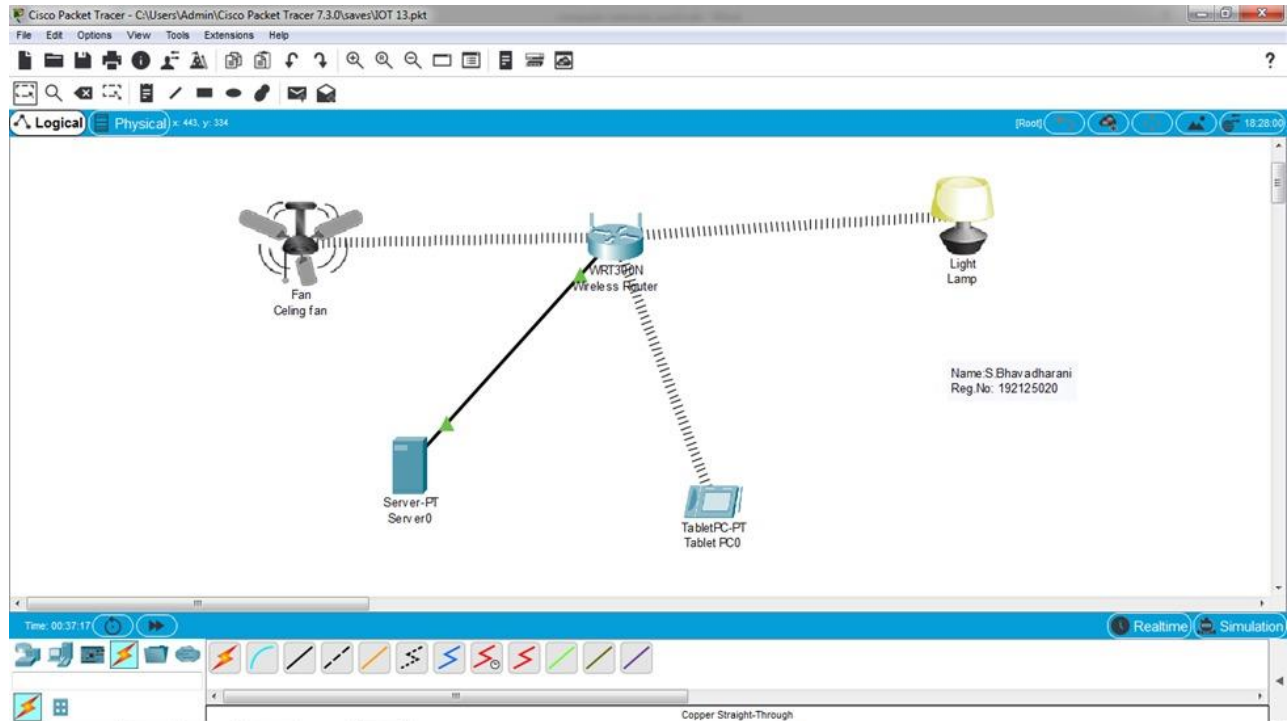 Cisco Packet Tracer - C:\Users\Admin\Cisco Packet Tracer 7.3.0\saves\IOT 13.pkt
File Edit Options View Tools Extensions Help
?
Logical Physical x: 443, y: 334 [Root] 18:28:00
Fan
Celing fan
WRT300N
Wireless Router
Light
Lamp
Name:S.Bhavadharani
Reg.No: 192125020
Server-PT
Server0
TabletPC-PT
Tablet PC0
Time: 00:37:17 Realtime Simulation
Copper Straight-Through